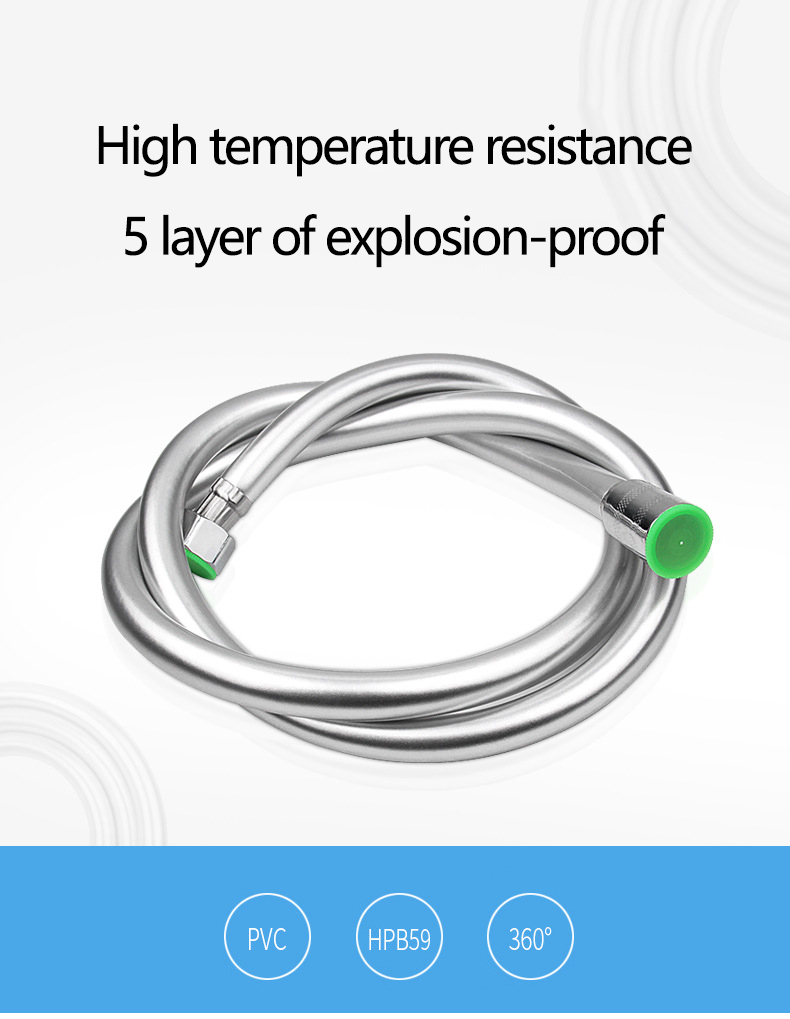 High temperature resistance
5 layer of explosion-proof
PVC
HPB59
360°